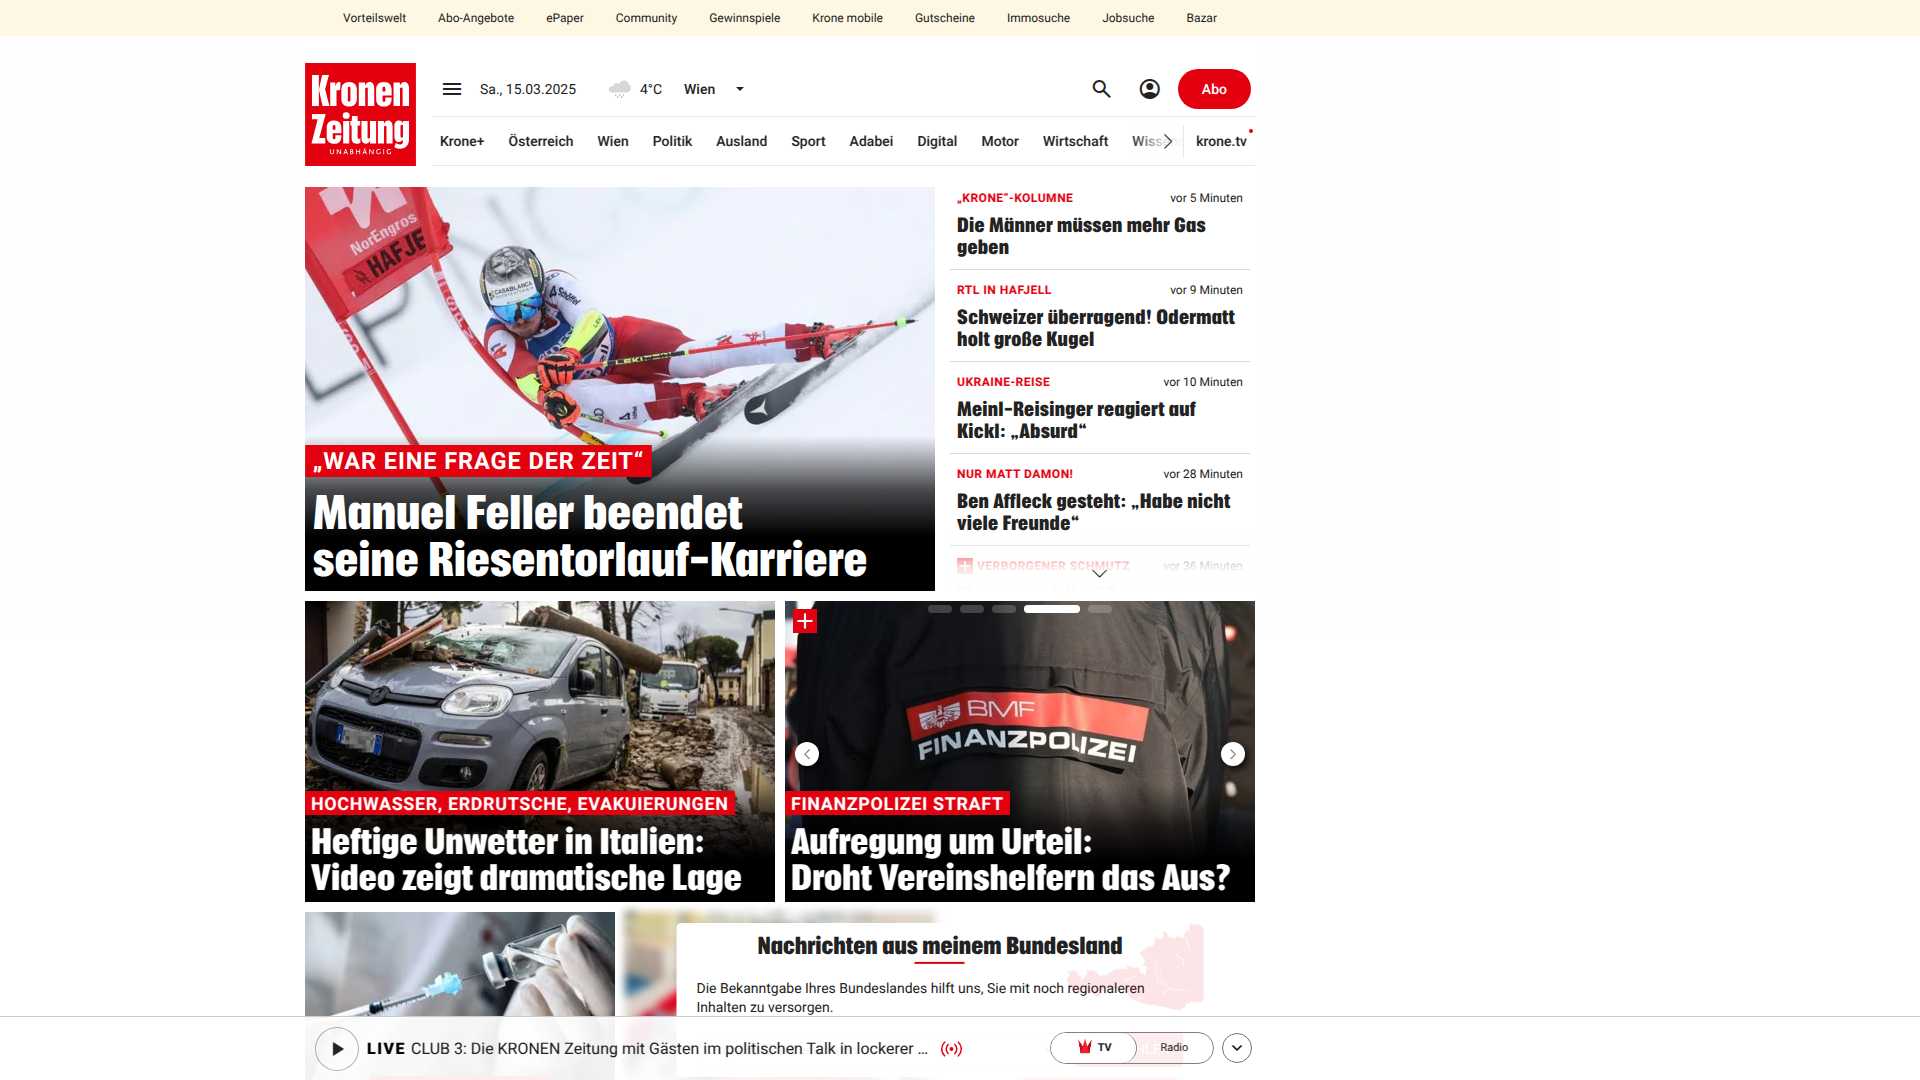 Vorteilswelt Abo-Angebote ePaper Community Gewinnspiele Krone mobile Gutscheine Immosuche Jobsuche Bazar
Kronen
Zeitung
UNABHÄNGIG
Sa., 15.03.2025 4°C Wien
Abo
Krone+ Österreich Wien Politik Ausland Sport Adabei Digital Motor Wirtschaft krone.tv
NorEngros
HAFJE
CASABLANCA
Schöffel
„WAR EINE FRAGE DER ZEIT“
Manuel Feller beendet
seine Riesentorlauf-Karriere
„KRONE“-KOLUMNE vor 5 Minuten
Die Männer müssen mehr Gas
geben
RTL IN HAFJELL vor 9 Minuten
Schweizer überragend! Odermatt
holt große Kugel
UKRAINE-REISE vor 10 Minuten
Meinl-Reisinger reagiert auf
Kickl: „Absurd“
NUR MATT DAMON! vor 28 Minuten
Ben Affleck gesteht: „Habe nicht
viele Freunde“
VERBORGENER SCHMUTZ vor 36 Minuten
HOCHWASSER, ERDRUTSCHE, EVAKUIERUNGEN
Heftige Unwetter in Italien:
Video zeigt dramatische Lage
BMF
FINANZPOLIZEI
FINANZPOLIZEI STRAFT
Aufregung um Urteil:
Droht Vereinshelfern das Aus?
Nachrichten aus meinem Bundesland
Die Bekanntgabe Ihres Bundeslandes hilft uns, Sie mit noch regionaleren
Inhalten zu versorgen.
LIVE CLUB 3: Die KRONEN Zeitung mit Gästen im politischen Talk in lockerer ...
TV Radio